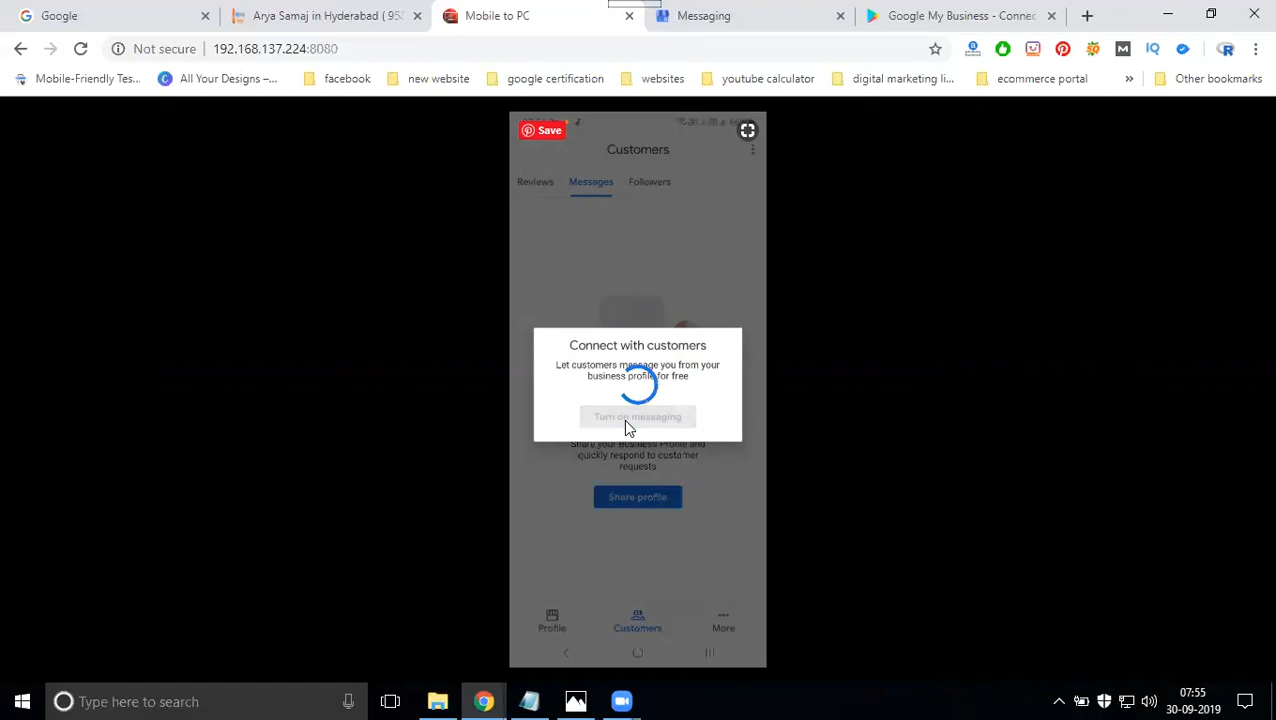 Google
Arya Samaj in Hyderabad ( 95
Mobile to PC
Messaging
Google My Business - Connec
Not secure
192.168.137.224:8080
Mobile-Friendly Tes...
All Your Designs –...
facebook
new website
google certification
websites
youtube calculator
digital marketing li...
ecommerce portal
»
Other bookmarks
Save
Customers
Reviews
Messages
Followers
Connect with customers
Let customers message you from your
business profile for free
Turn on messaging
Share your Business Profile and
quickly respond to customer
requests
Share profile
Profile
Customers
More
Type here to search
07:55
30-09-2019